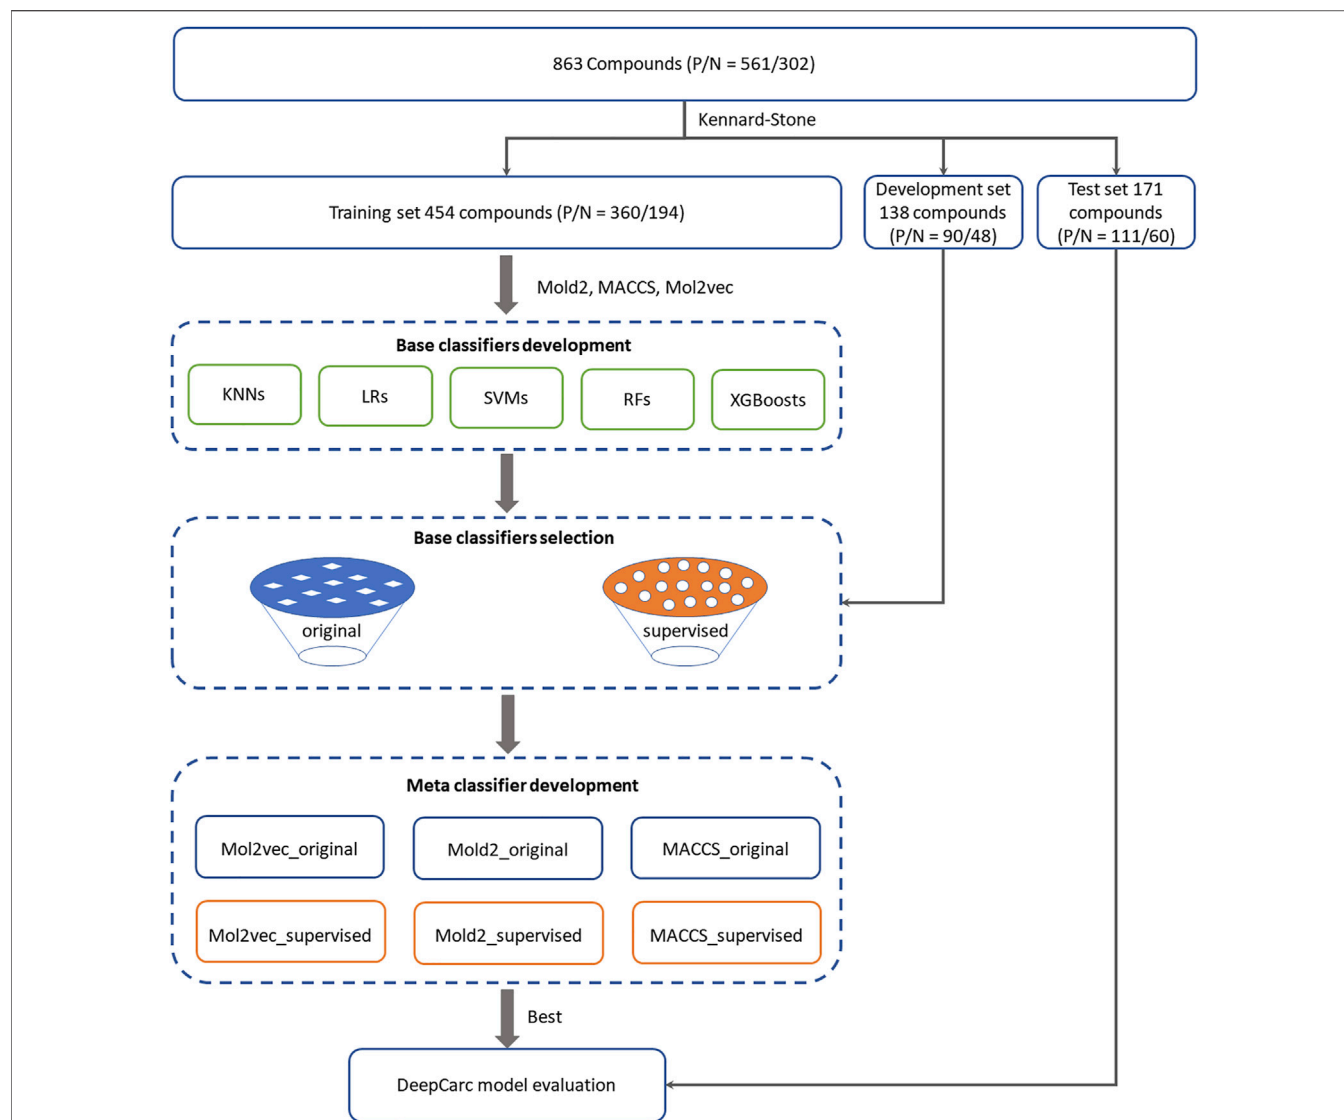 863 Compounds (P/N = 561/302)
Kennard-Stone
Training set 454 compounds (P/N = 360/194)
Development set
138 compounds
(P/N = 90/48)
Test set 171
compounds
(P/N = 111/60)
Mold2, MACCS, Mol2vec
Base classifiers development
KNNs
LRs
SVMs
RFs
XGBoosts
Base classifiers selection
original
supervised
Meta classifier development
Mol2vec_original
Mold2_original
MACCS_original
Mol2vec_supervised
Mold2_supervised
MACCS_supervised
Best
DeepCarc model evaluation